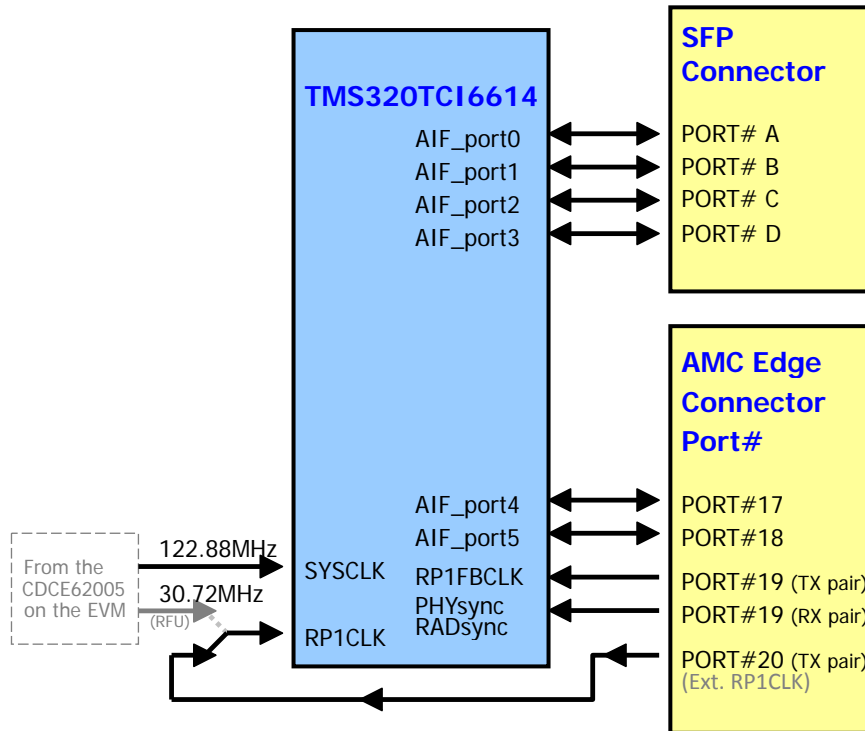 SFP
Connector
PORT# A
PORT# B
PORT# C
PORT# D
TMS320TCI6614
AIF_port0
AIF_port1
AIF_port2
AIF_port3
AMC Edge
Connector
Port#
AIF_port4
AIF_port5
RP1FBCLK
PHYsync
RADsync
PORT#17
PORT#18
PORT#19 (TX pair)
PORT#19 (RX pair)
PORT#20 (TX pair)
(Ext. RP1CLK)
From the
CDCE62005
on the EVM
122.88MHz
30.72MHz
(RFU)
SYSCLK
RP1CLK